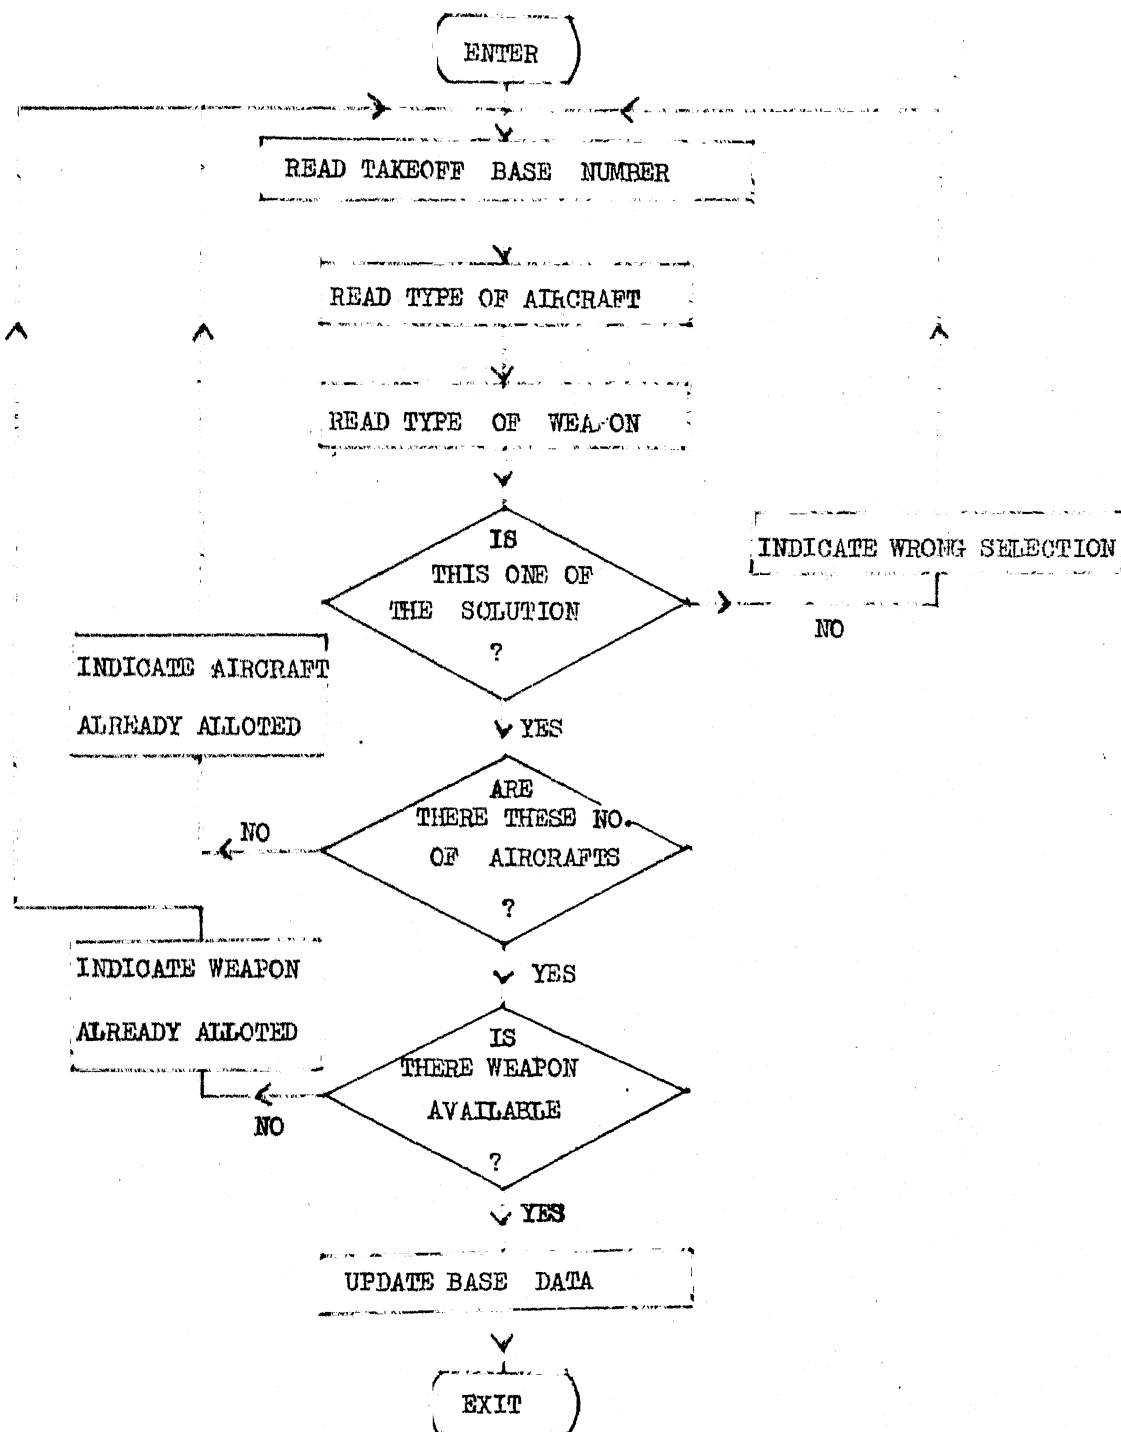 ENTER
READ TAKEOFF BASE NUMBER
READ TYPE OF AIRCRAFT
READ TYPE OF WEAPON
IS
THIS ONE OF
THE SOLUTION
?
INDICATE WRONG SELECTION
NO
INDICATE AIRCRAFT
ALREADY ALLOTED
YES
ARE
THERE THESE NO.
OF AIRCRAFTS
?
NO
INDICATE WEAPON
ALREADY ALLOTED
YES
IS
THERE WEAPON
AVAILABLE
?
NO
YES
UPDATE BASE DATA
EXIT